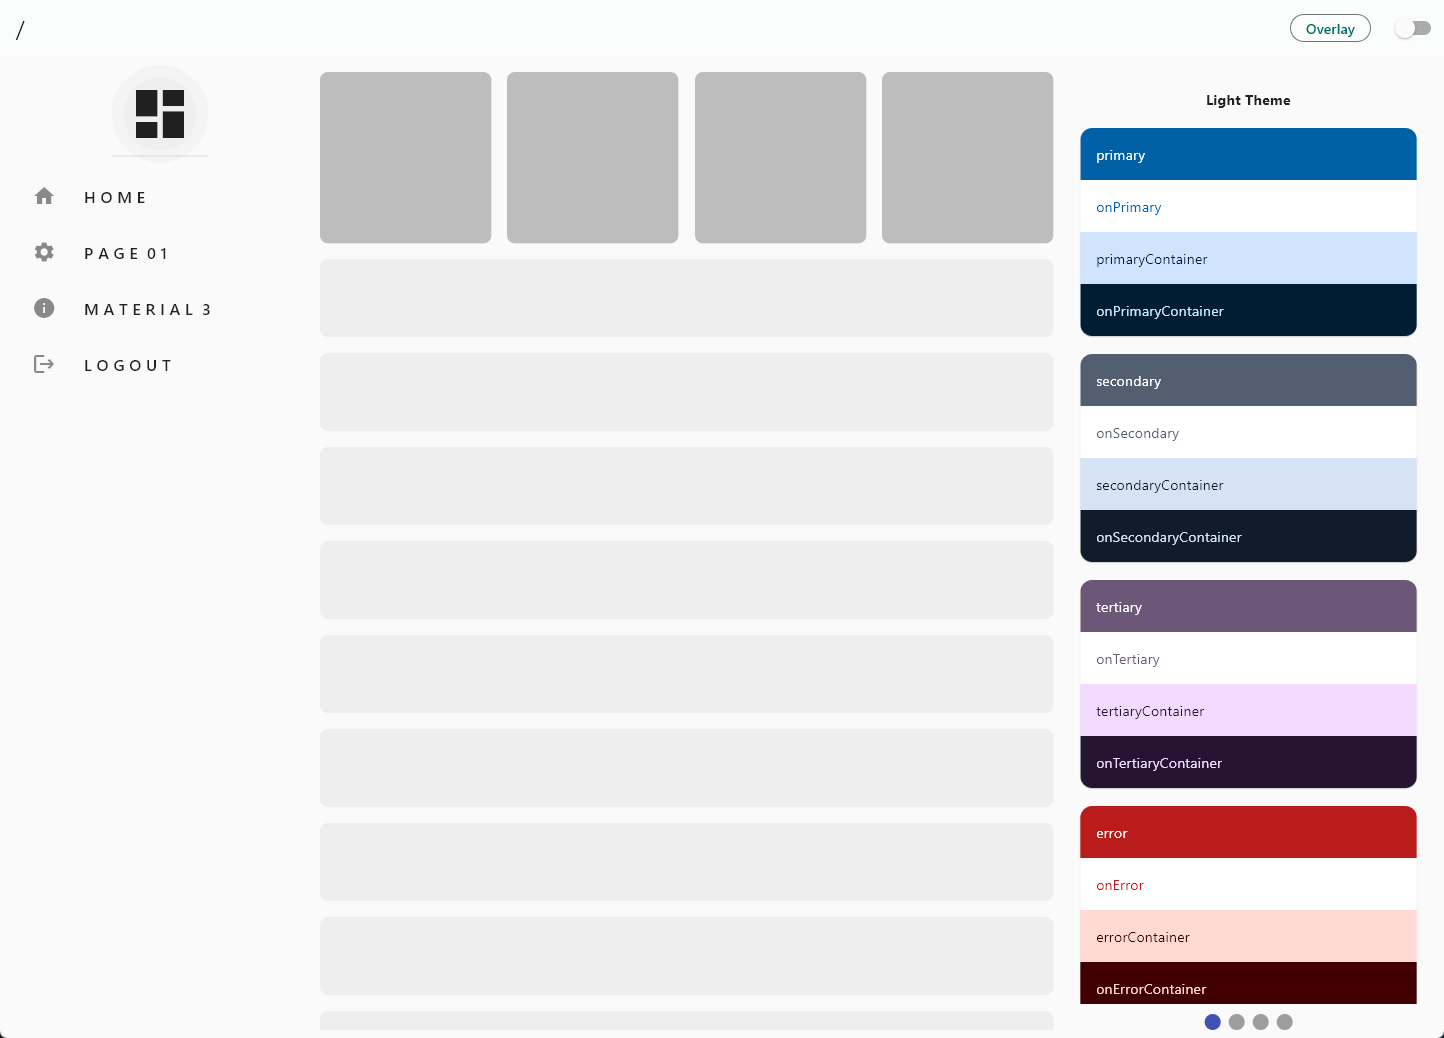 /
Overlay
HOME
PAGE 01
MATERIAL 3
LOGOUT
Light Theme
primary
onPrimary
primaryContainer
onPrimaryContainer
secondary
onSecondary
secondaryContainer
onSecondaryContainer
tertiary
onTertiary
tertiaryContainer
onTertiaryContainer
error
onError
errorContainer
onErrorContainer